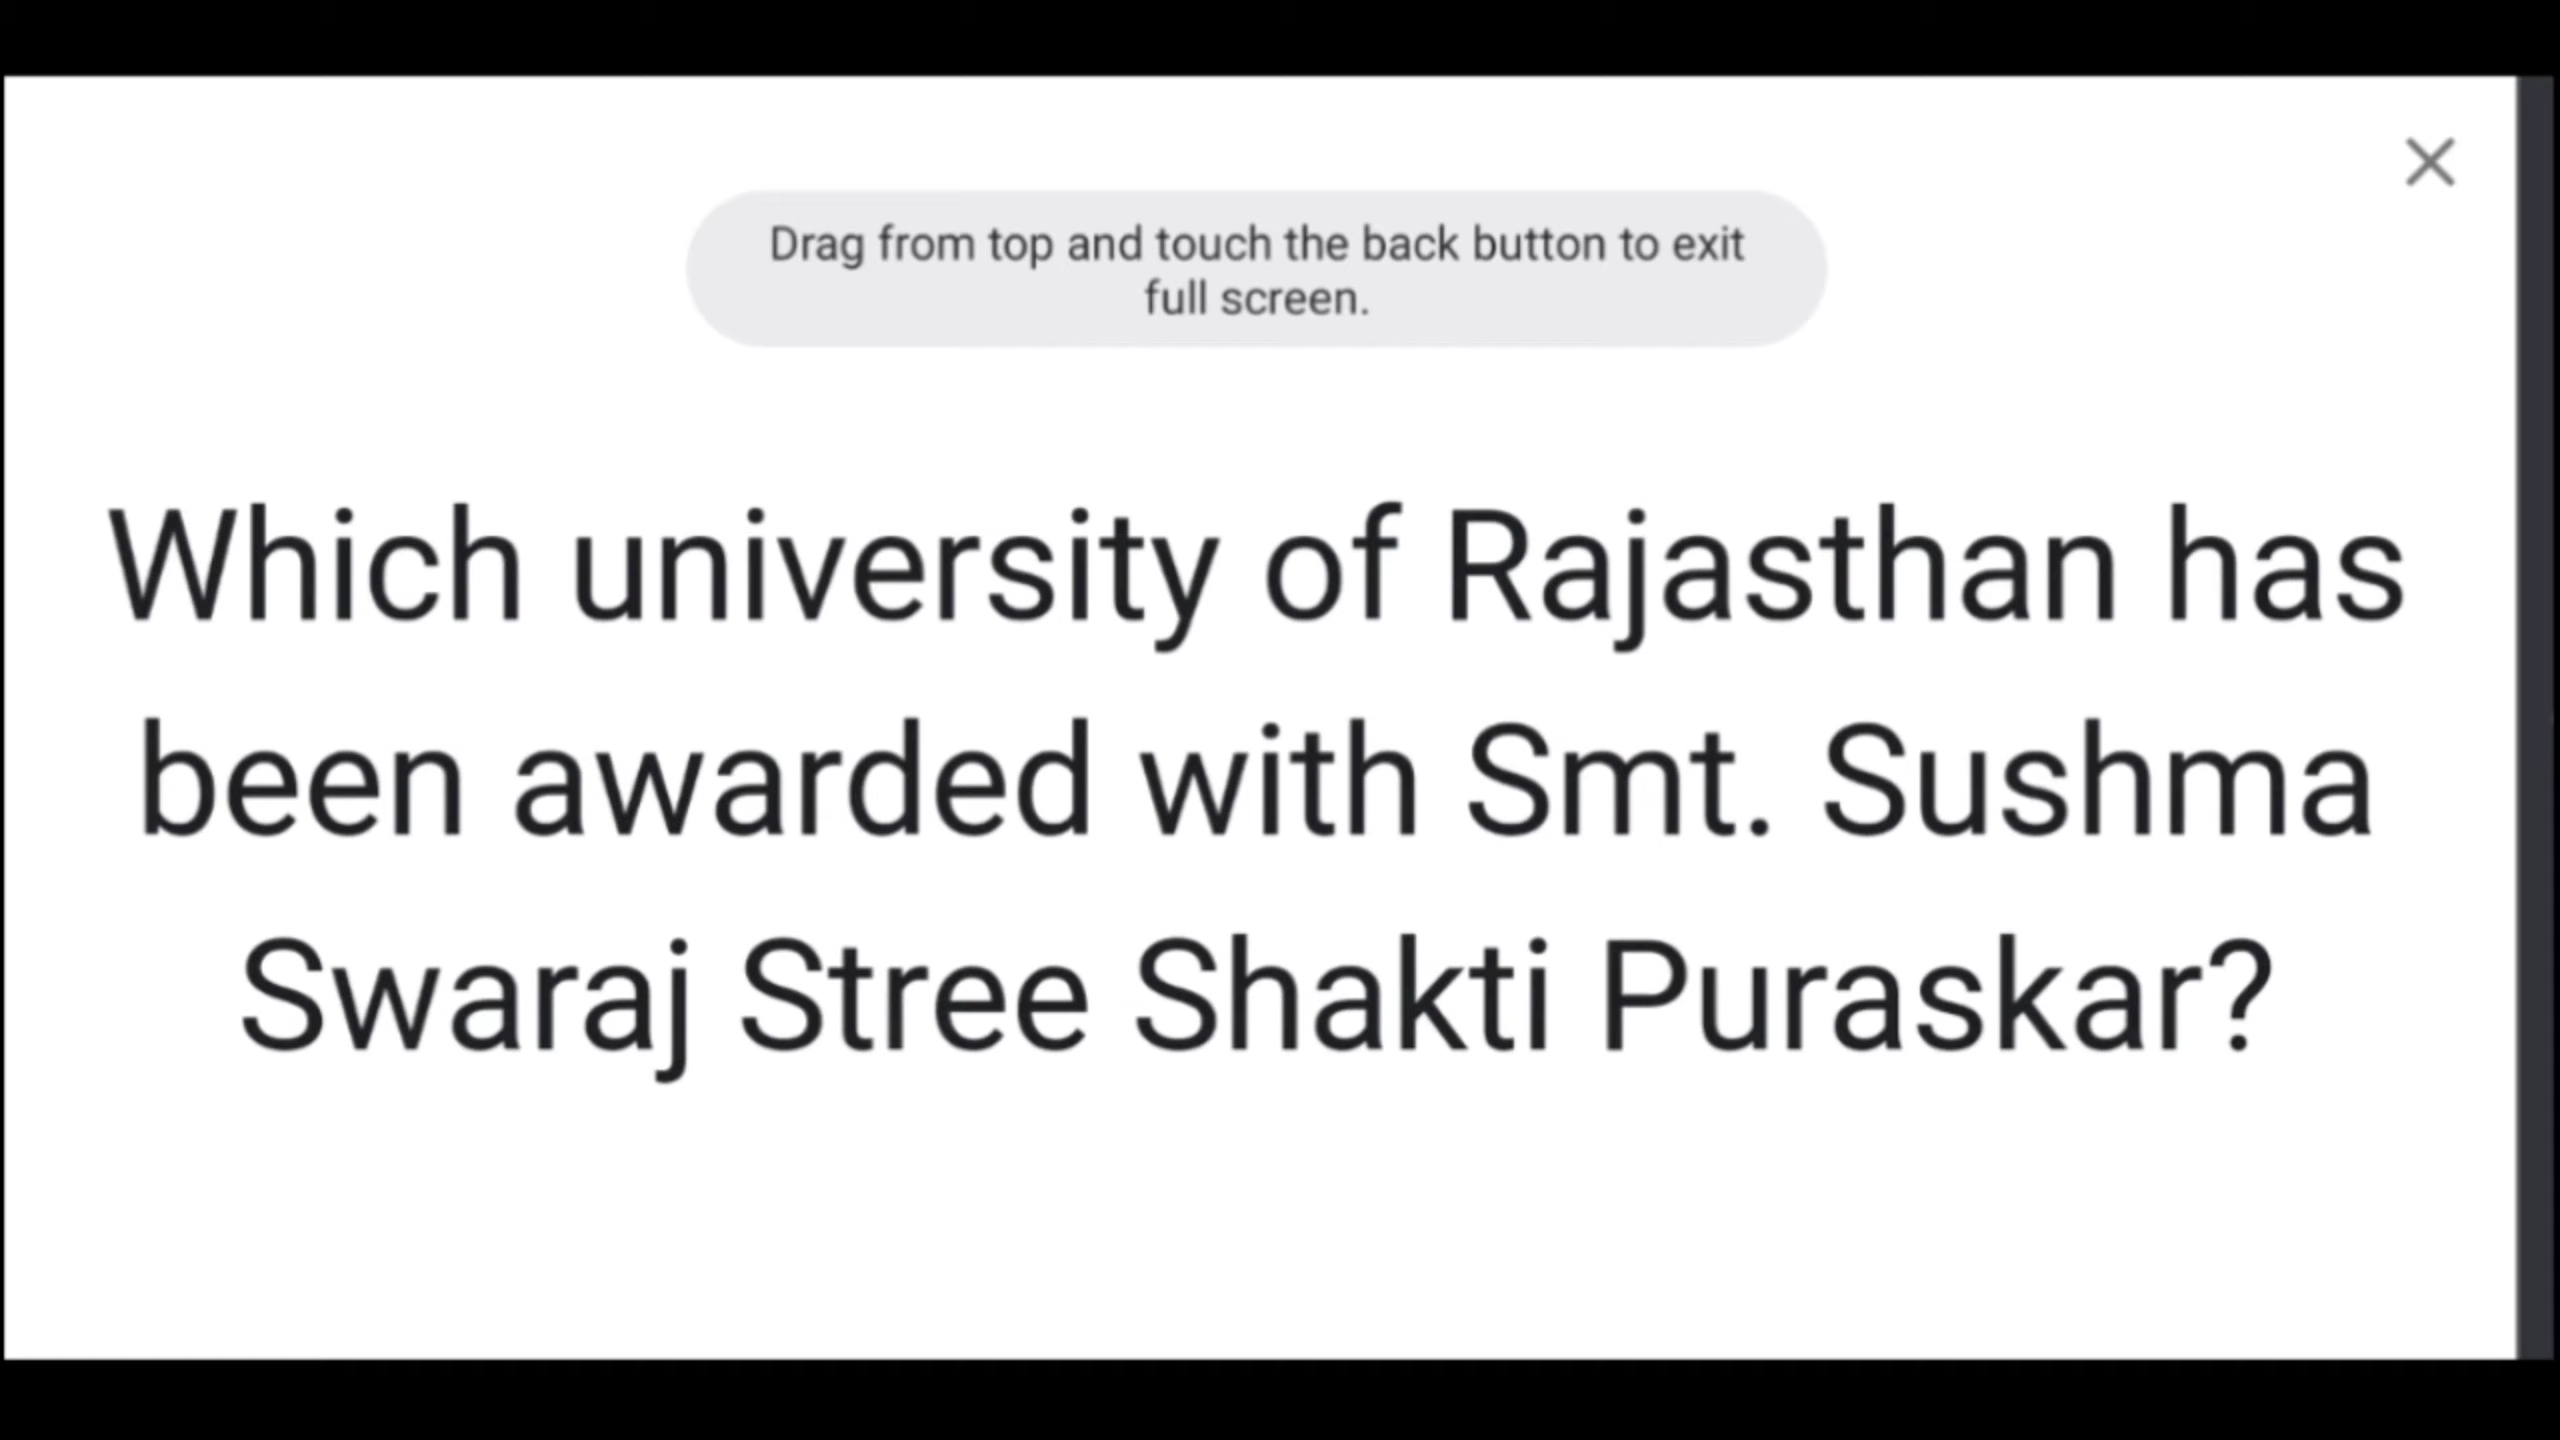 Drag from top and touch the back button to exit
full screen.
Which university of Rajasthan has
been awarded with Smt. Sushma
Swaraj Stree Shakti Puraskar?